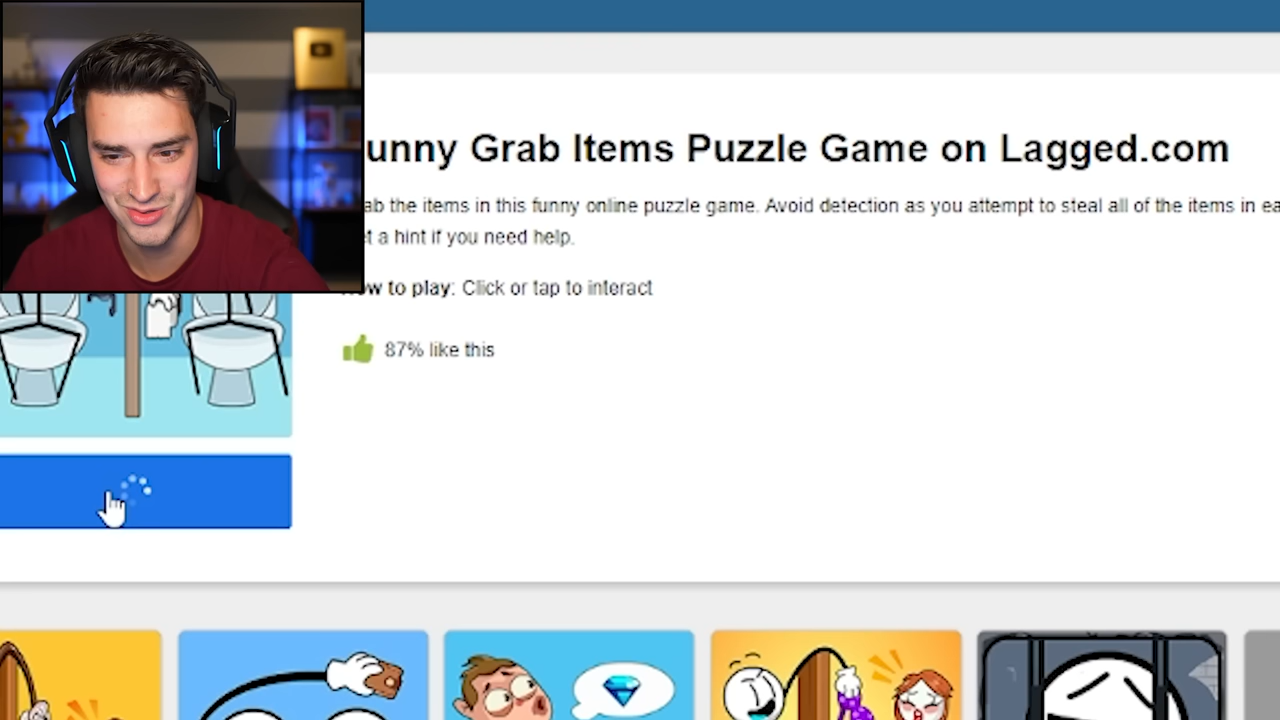 unny Grab Items Puzzle Game on Lagged.com
ab the items in this funny online puzzle game. Avoid detection as you attempt to steal all of the items in ea
t a hint if you need help.
ow to play: Click or tap to interact
87% like this